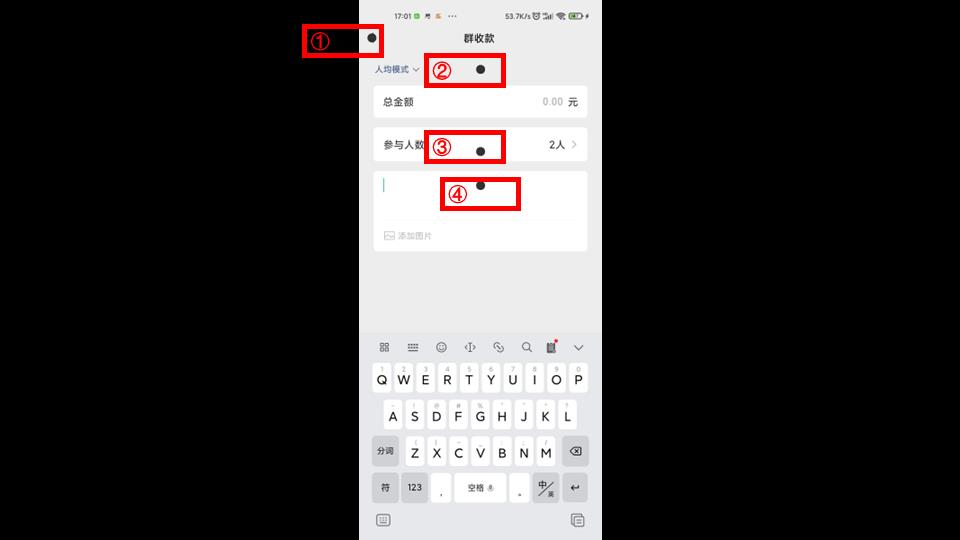 17:01 ··· 53.7K/s
① 群收款
人均模式 ②
总金额 0.00 元
参与人数 ③ 2人
④
添加图片
1 2 3 4 5 6 7 8 9 0
Q W E R T Y U I O P
A S D F G H J K L
分词 Z X C V B N M
符 123 , 空格 。 中/英